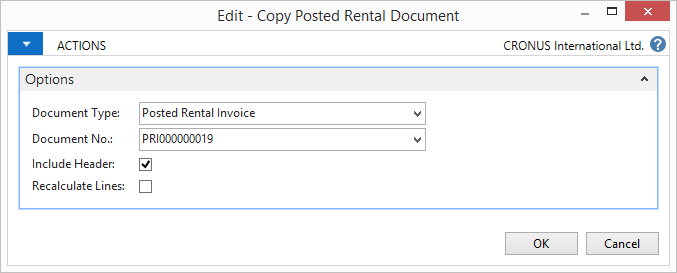 Edit - Copy Posted Rental Document
ACTIONS
CRONUS International Ltd. ?
Options
Document Type: Posted Rental Invoice
Document No.: PRI000000019
Include Header:
Recalculate Lines:
OK Cancel